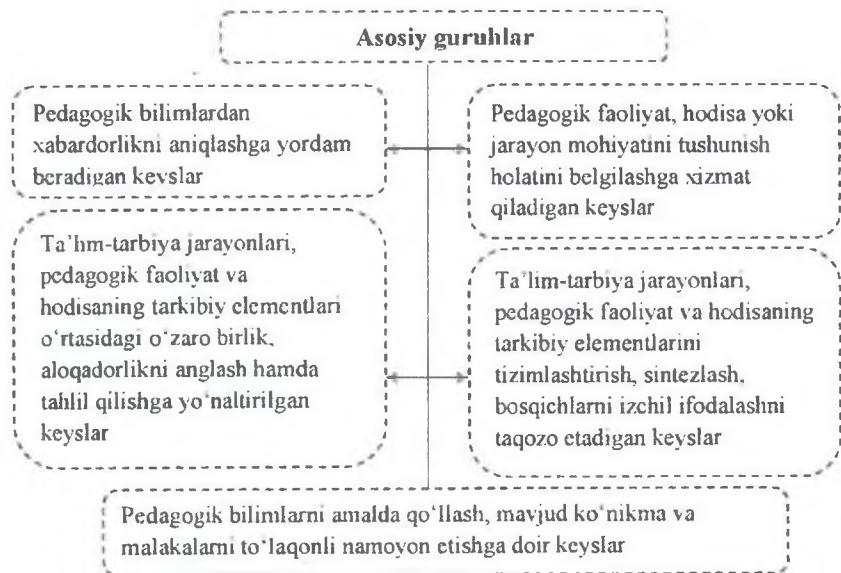 Asosiy guruhlar
Pedagogik bilimlardan
xabardorlikni aniqlashga yordam
beradigan keyslar
Pedagogik faoliyat, hodisa yoki
jarayon mohiyatini tushunish
holatini belgilashga xizmat
qiladigan keyslar
Ta’lim-tarbiya jarayonlari,
pedagogik faoliyat va
hodisaning tarkibiy elementlari
o‘rtasidagi o‘zaro birlik,
aloqadorlikni anglash hamda
tahlil qilishga yo‘naltirilgan
keyslar
Ta’lim-tarbiya jarayonlari,
pedagogik faoliyat va hodisaning
tarkibiy elementlarini
tizimlashtirish, sintezlash,
bosqichlarni izchil ifodalashni
taqozo etadigan keyslar
Pedagogik bilimlarni amalda qo‘llash, mavjud ko‘nikma va
malakalarni to‘laqonli namoyon etishga doir keyslar